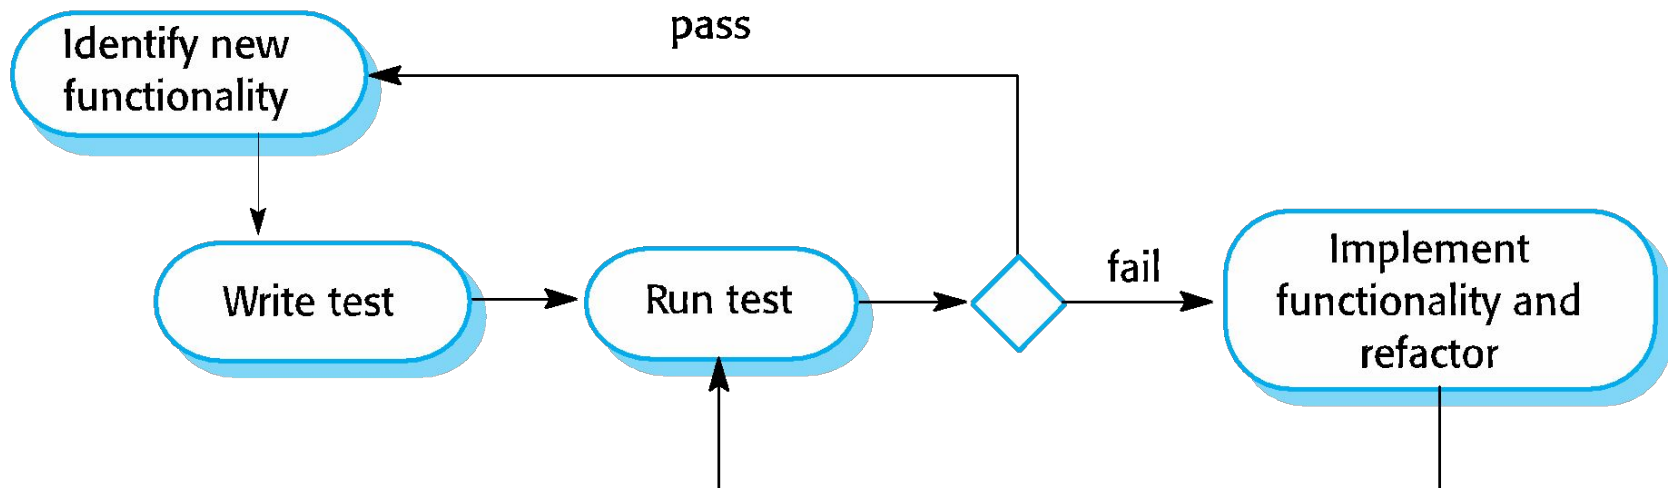 Identify new
functionality
pass
Write test
Run test
fail
Implement
functionality and
refactor